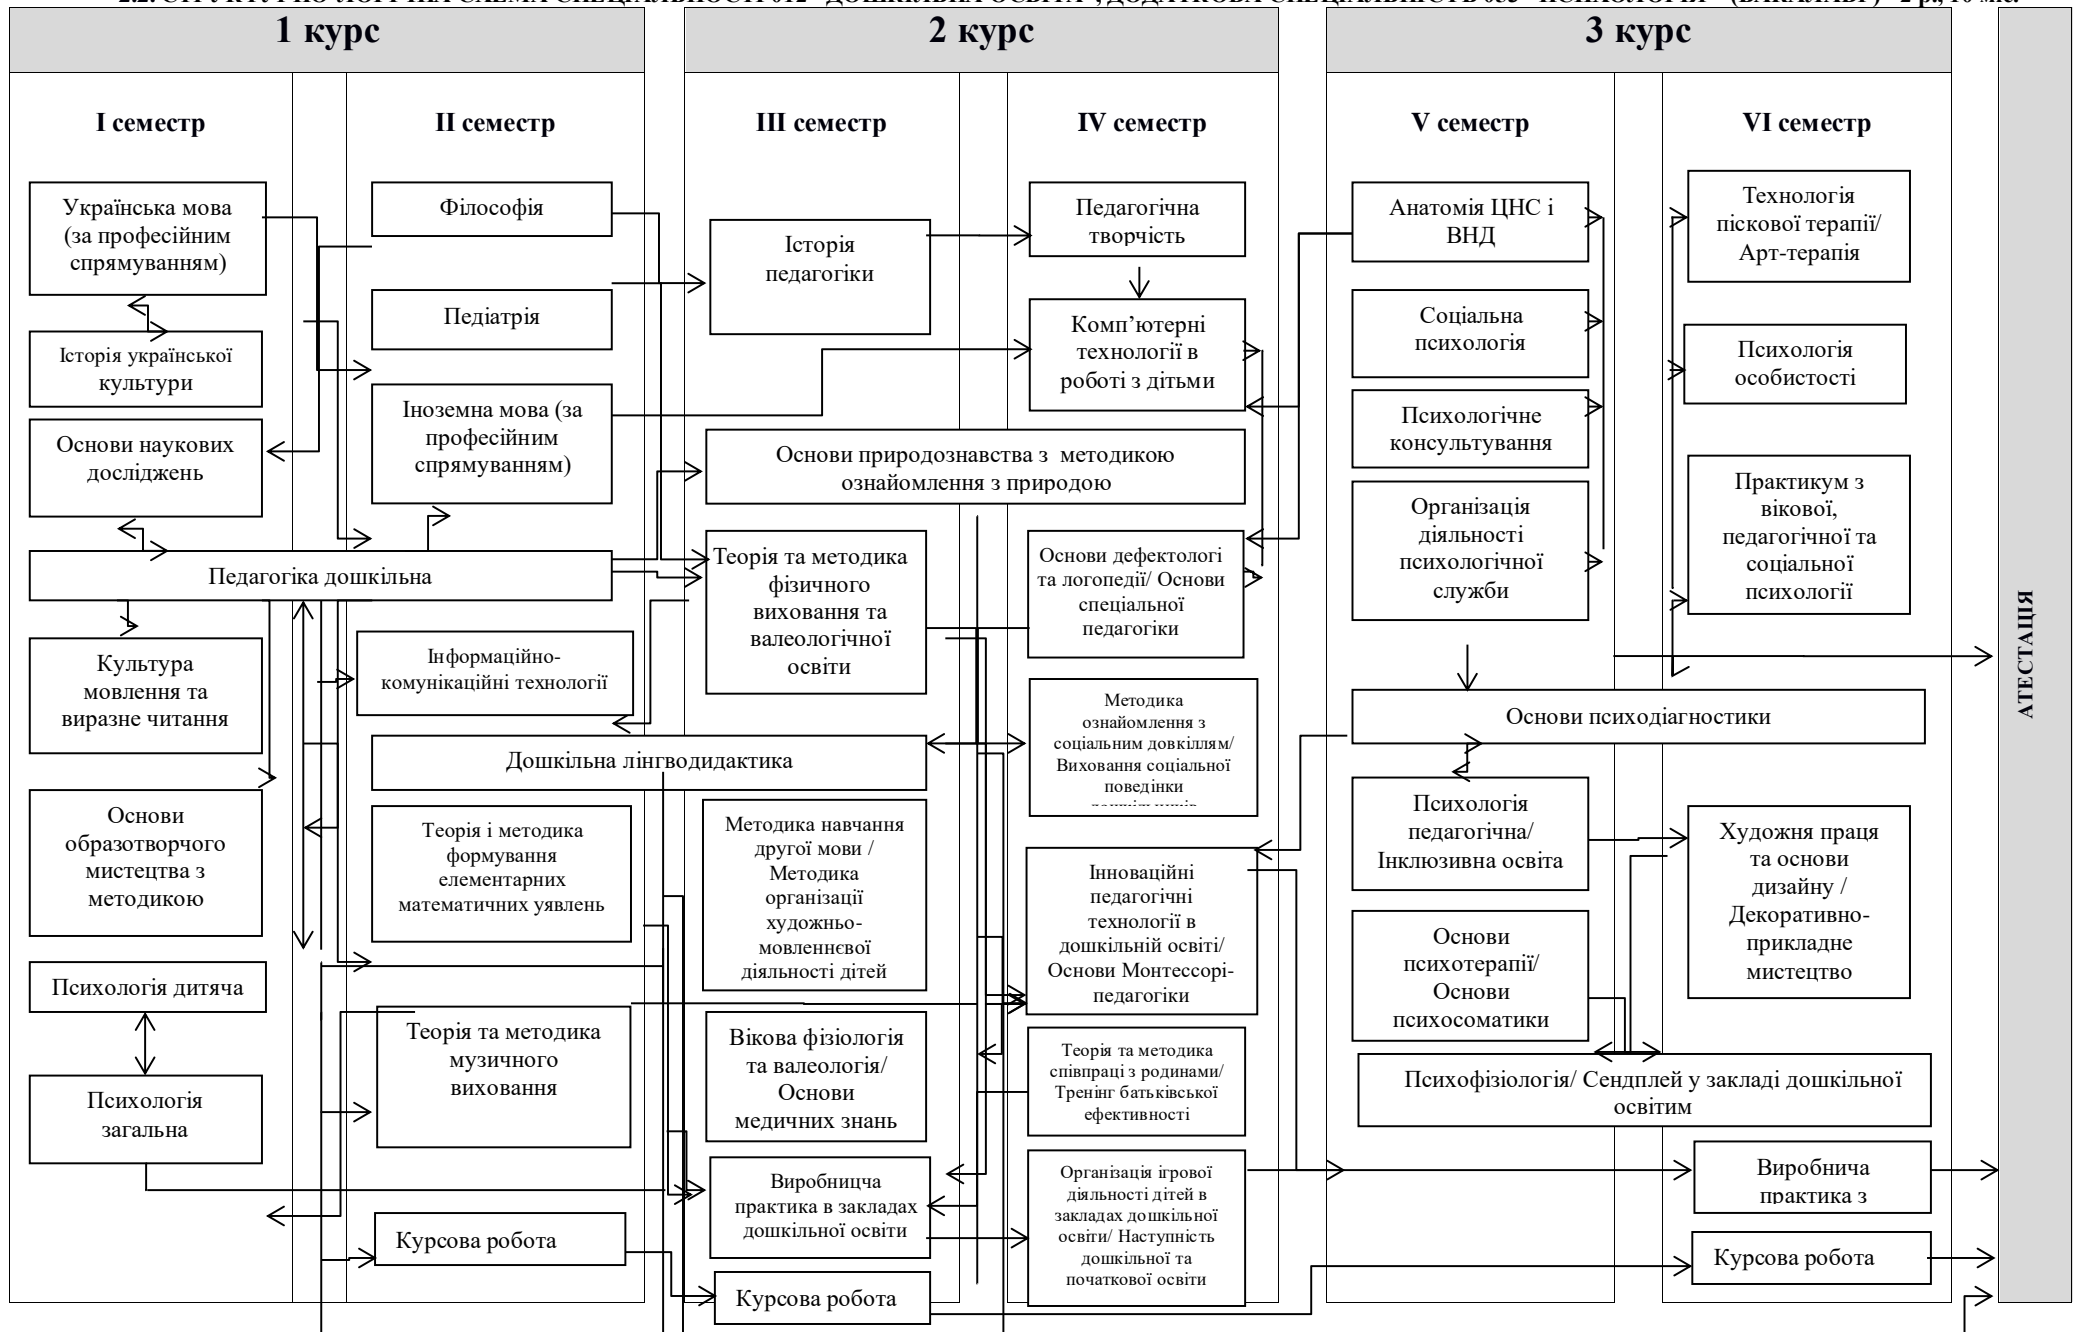 1 курс
2 курс
3 курс
I семестр
II семестр
III семестр
IV семестр
V семестр
VI семестр
Українська мова
(за професійним
спрямуванням)
Історія української
культури
Основи наукових
досліджень
Педагогіка дошкільна
Культура
мовлення та
виразне читання
Основи
образотворчого
мистецтва з
методикою
Психологія дитяча
Психологія
загальна
Філософія
Педіатрія
Іноземна мова (за
професійним
спрямуванням)
Інформаційно-
комунікаційні технології
Дошкільна лінгводидактика
Теорія і методика
формування
елементарних
математичних уявлень
Теорія та методика
музичного
виховання
Курсова робота
Історія
педагогіки
Основи природознавства з методикою
ознайомлення з природою
Теорія та методика
фізичного
виховання та
валеологічної
освіти
Методика навчання
другої мови /
Методика
організації
художньо-
мовленнєвої
діяльності дітей
Вікова фізіологія
та валеологія/
Основи
медичних знань
Виробницча
практика в закладах
дошкільної освіти
Курсова робота
Педагогічна
творчість
Комп’ютерні
технології в
роботі з дітьми
Основи дефектологі
та логопедії/ Основи
спеціальної
педагогіки
Методика
ознайомлення з
соціальним довкіллям/
Виховання соціальної
поведінки
Інноваційні
педагогічні
технології в
дошкільній освіті/
Основи Монтессорі-
педагогіки
Теорія та методика
співпраці з родинами/
Тренінг батьківської
ефективності
Організація ігрової
діяльності дітей в
закладах дошкільної
освіти/ Наступність
дошкільної та
початкової освіти
Анатомія ЦНС і
ВНД
Соціальна
психологія
Психологічне
консультування
Організація
діяльності
психологічної
служби
Основи психодіагностики
Психологія
педагогічна/
Інклюзивна освіта
Основи
психотерапії/
Основи
психосоматики
Психофізіологія/ Сендплей у закладі дошкільної
освітим
Технологія
піскової терапії/
Арт-терапія
Психологія
особистості
Практикум з
вікової,
педагогічної та
соціальної
психології
Художня праця
та основи
дизайну /
Декоративно-
прикладне
мистецтво
Виробнича
практика з
Курсова робота
АТЕСТАЦІЯ